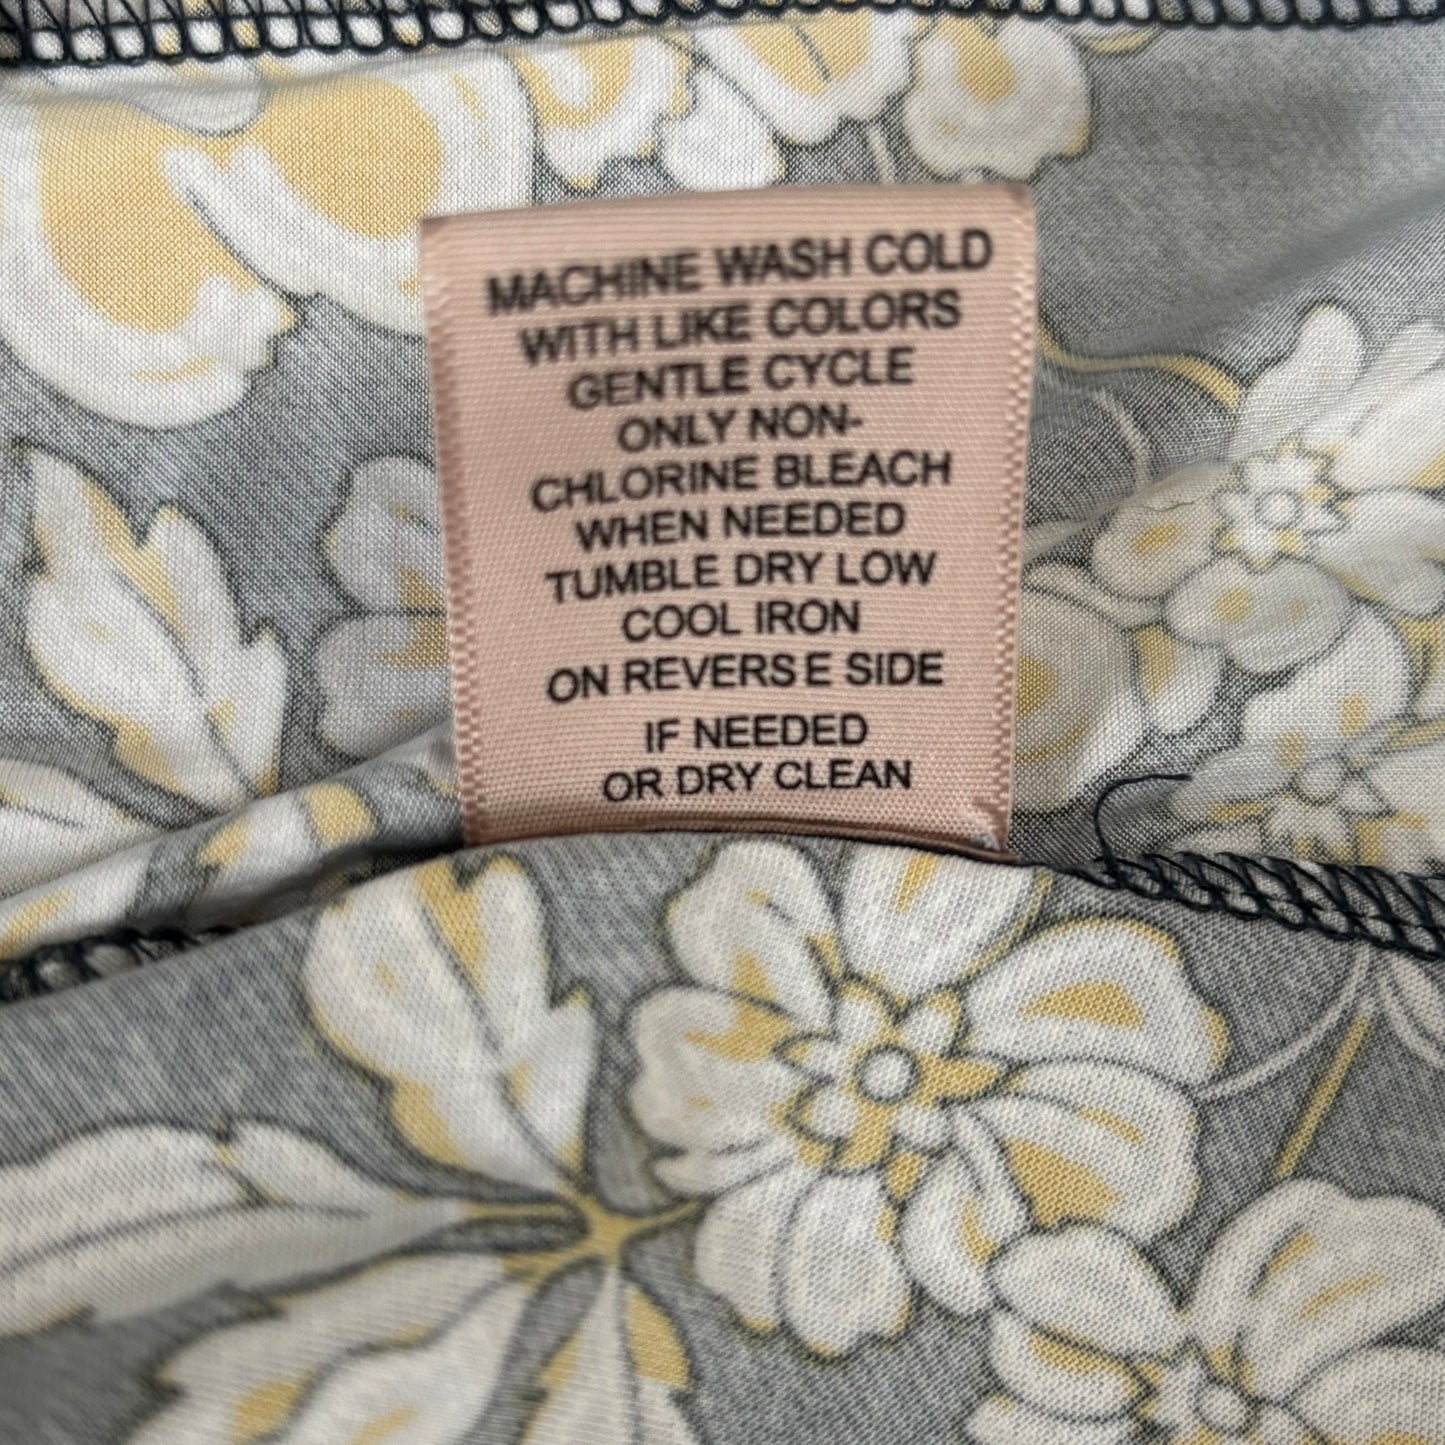 MACHINE WASH COLD
WITH LIKE COLORS
GENTLE CYCLE
ONLY NON-
CHLORINE BLEACH
WHEN NEEDED
TUMBLE DRY LOW
COOL IRON
ON REVERSE SIDE
IF NEEDED
OR DRY CLEAN